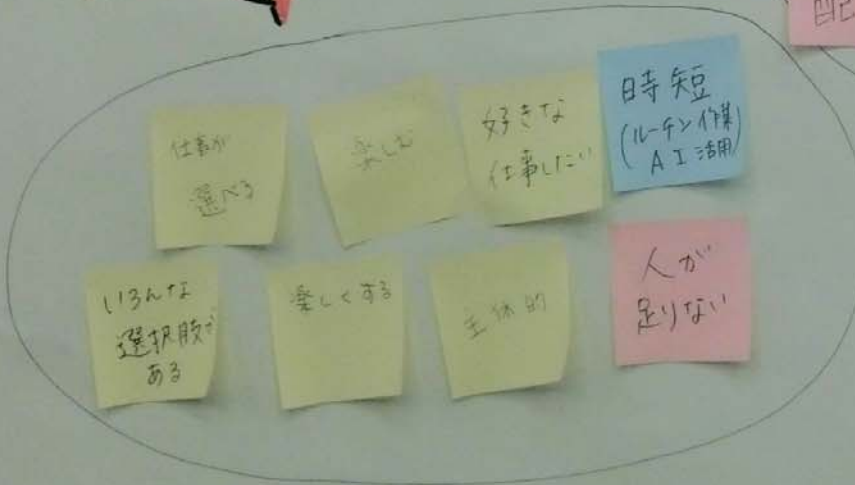 仕事が
選べる
楽しむ
好きな
仕事したい
時短
(ルーチン作業
AI活用)
いろんな
選択肢が
ある
楽しくする
主体的
人が
足りない